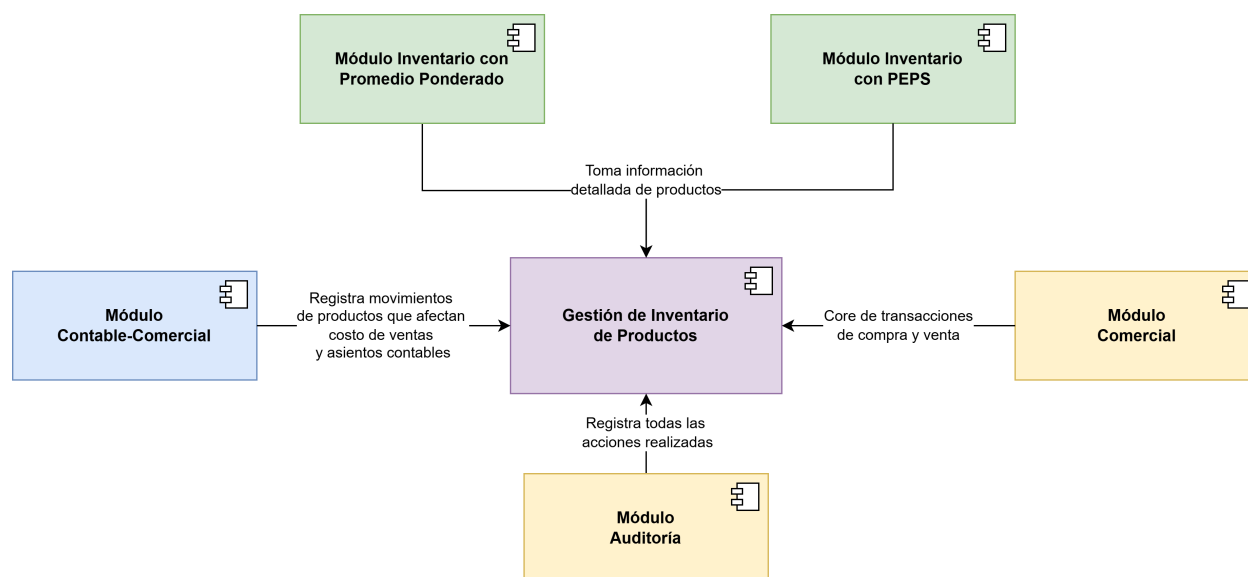 Módulo Inventario con
Promedio Ponderado
Módulo Inventario
con PEPS
Toma información
detallada de productos
Módulo
Contable-Comercial
Registra movimientos
de productos que afectan
costo de ventas
y asientos contables
Gestión de Inventario
de Productos
Core de transacciones
de compra y venta
Módulo
Comercial
Registra todas las
acciones realizadas
Módulo
Auditoría